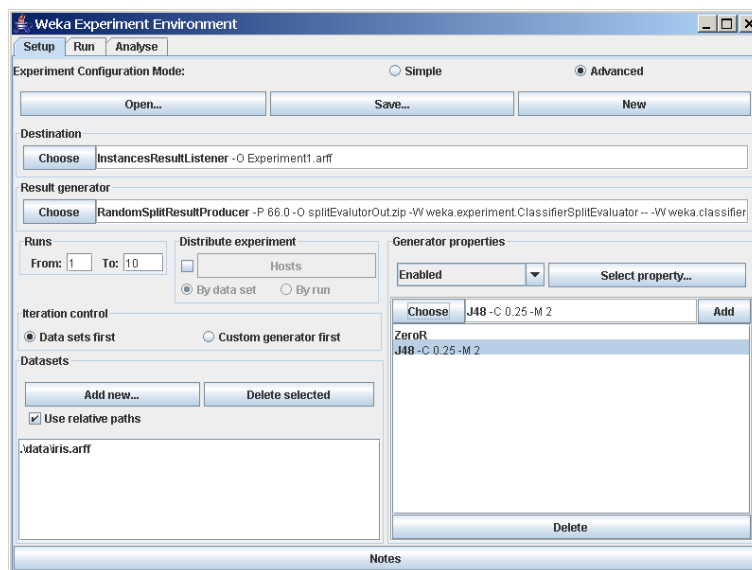 Weka Experiment Environment
Setup Run Analyse
Experiment Configuration Mode: Simple Advanced
Open... Save... New
Destination
Choose InstancesResultListener -O Experiment1.arff
Result generator
Choose RandomSplitResultProducer -P 66.0 -O splitEvalutorOut.zip -W weka.experiment.ClassifierSplitEvaluator -- -W weka.classifier
Runs
From: 1 To: 10
Distribute experiment
Hosts
By data set By run
Generator properties
Enabled Select property...
Choose J48 -C 0.25 -M 2 Add
ZeroR
J48 -C 0.25 -M 2
Delete
Iteration control
Data sets first Custom generator first
Datasets
Add new... Delete selected
Use relative paths
.\data\iris.arff
Notes